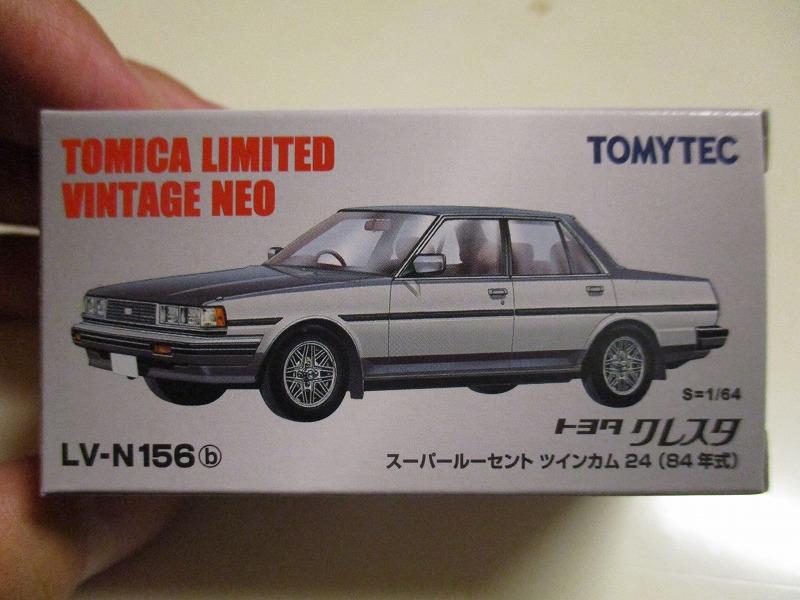 TOMICA LIMITED
VINTAGE NEO
TOMYTEC
S=1/64
LV-N156ⓑ
トヨタ クレスタ
スーパールーセント ツインカム 24 (84年式)